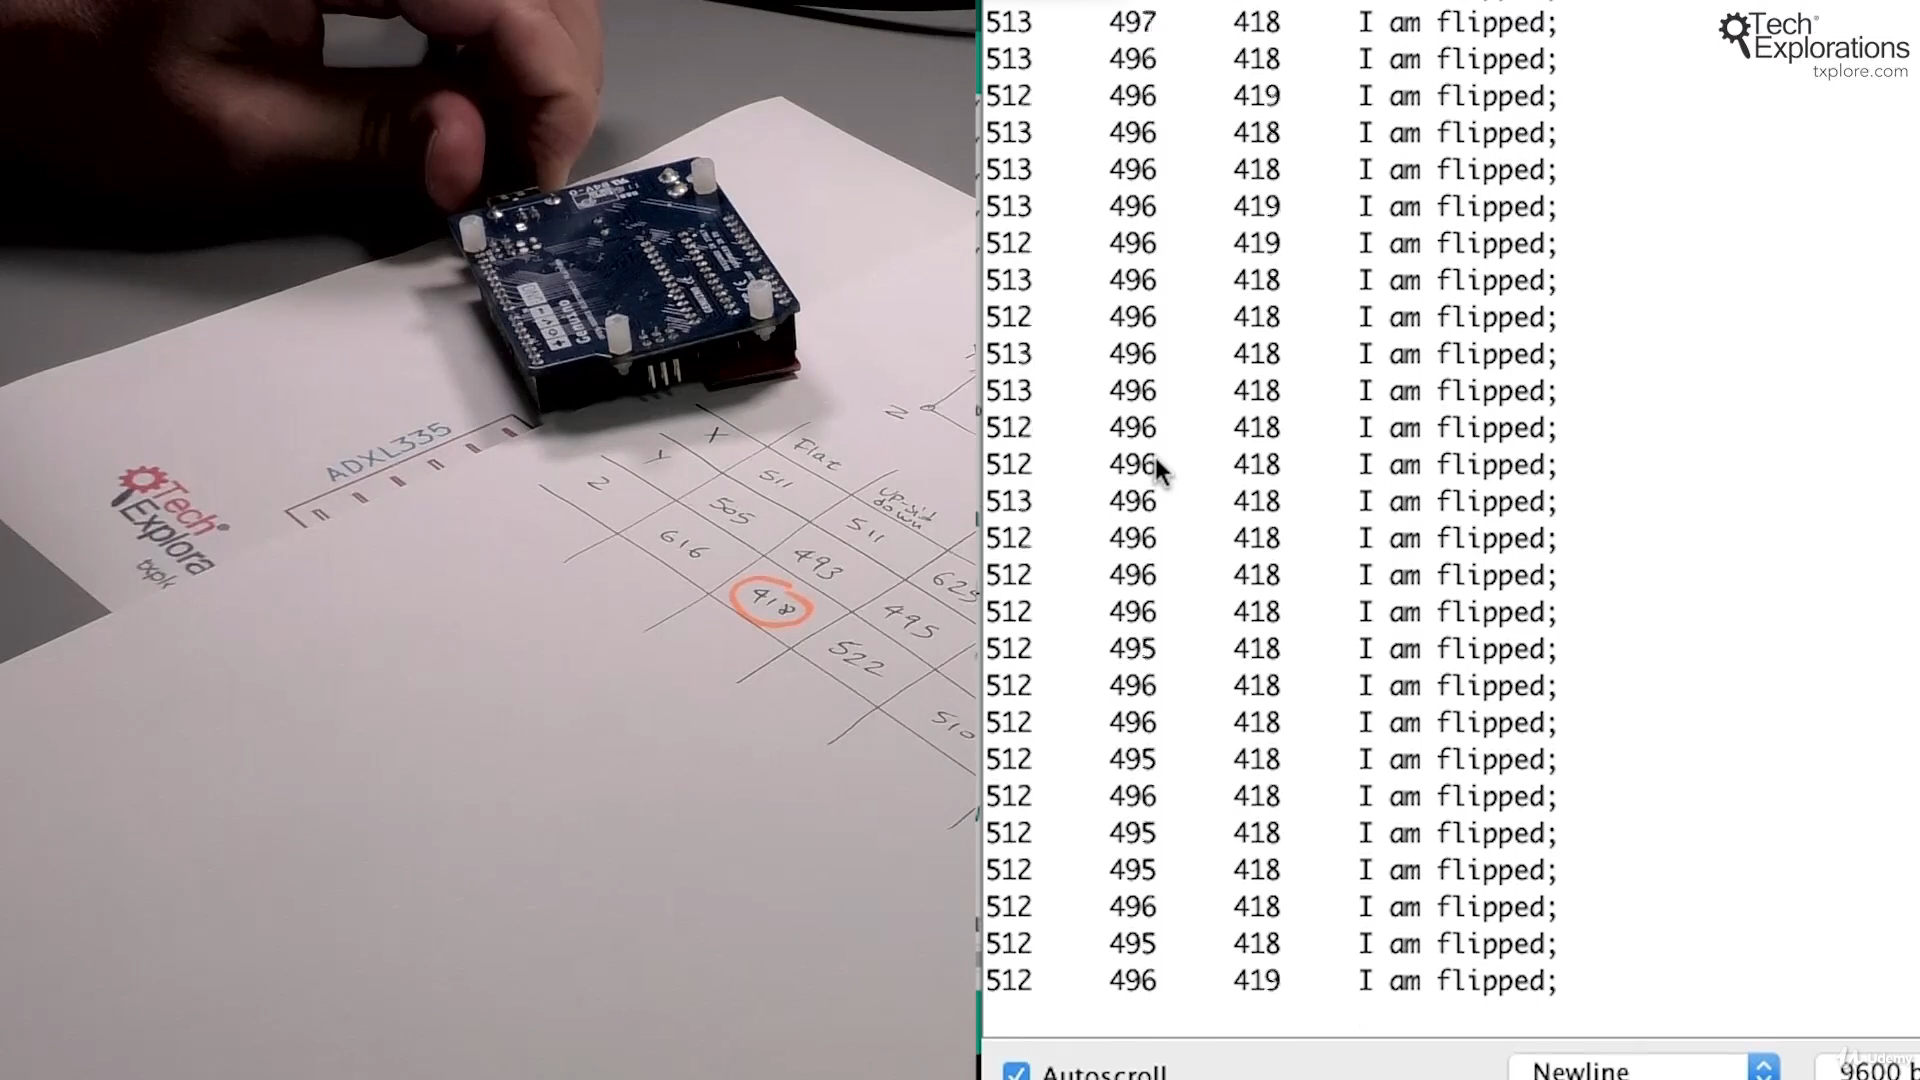 513 497 418 I am flipped;
513 496 418 I am flipped;
512 496 419 I am flipped;
513 496 418 I am flipped;
513 496 418 I am flipped;
513 496 419 I am flipped;
512 496 419 I am flipped;
513 496 418 I am flipped;
512 496 418 I am flipped;
513 496 418 I am flipped;
513 496 418 I am flipped;
512 496 418 I am flipped;
512 496 418 I am flipped;
513 496 418 I am flipped;
512 496 418 I am flipped;
512 496 418 I am flipped;
512 496 418 I am flipped;
512 495 418 I am flipped;
512 496 418 I am flipped;
512 496 418 I am flipped;
512 495 418 I am flipped;
512 496 418 I am flipped;
512 495 418 I am flipped;
512 495 418 I am flipped;
512 496 418 I am flipped;
512 495 418 I am flipped;
512 496 419 I am flipped;
Autoscroll Newline 9600 b
Tech
Explorations
txplore.com
Udemy
ADXL335
Tech
Explora
txpl
X Y Z
Flat 511 505 616
Up-sid
down 511 493 418
625 495 522
510
Z
Genuino
UNO